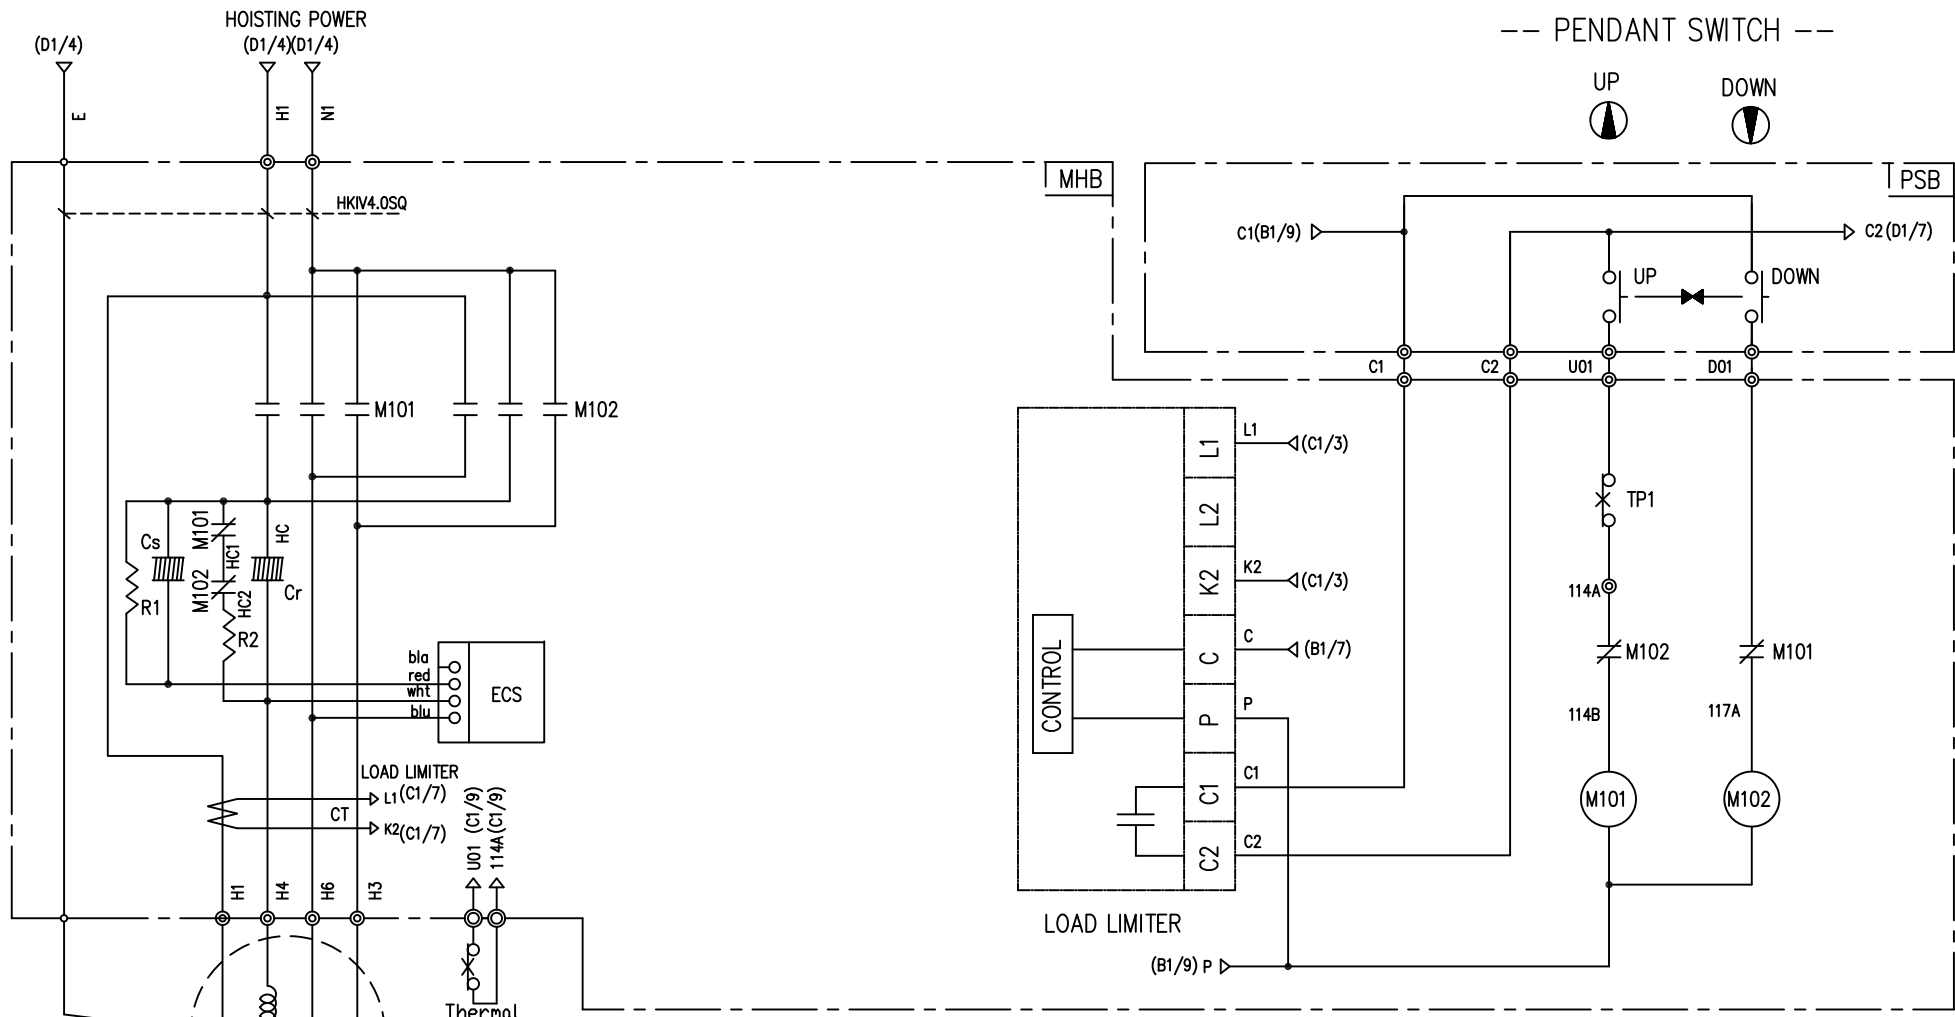 HOISTING POWER
(D1/4)
(D1/4)(D1/4)
E
H1
N1
HKIV4.0SQ
MHB
M101
M102
Cs
R1
M101
M102
HC1
HC2
R2
HC
Cr
bla
red
wht
blu
ECS
LOAD LIMITER
L1(C1/7)
K2(C1/7)
CT
U01 (C1/9)
114A(C1/9)
H1
H4
H6
H3
Thermal
-- PENDANT SWITCH --
UP
DOWN
PSB
C1(B1/9)
C2(D1/7)
UP
DOWN
C1
C2
U01
D01
L1
L1
(C1/3)
L2
K2
K2
(C1/3)
CONTROL
C
C
(B1/7)
P
P
C1
C1
C2
C2
LOAD LIMITER
(B1/9) P
TP1
114A
M102
M101
114B
117A
M101
M102